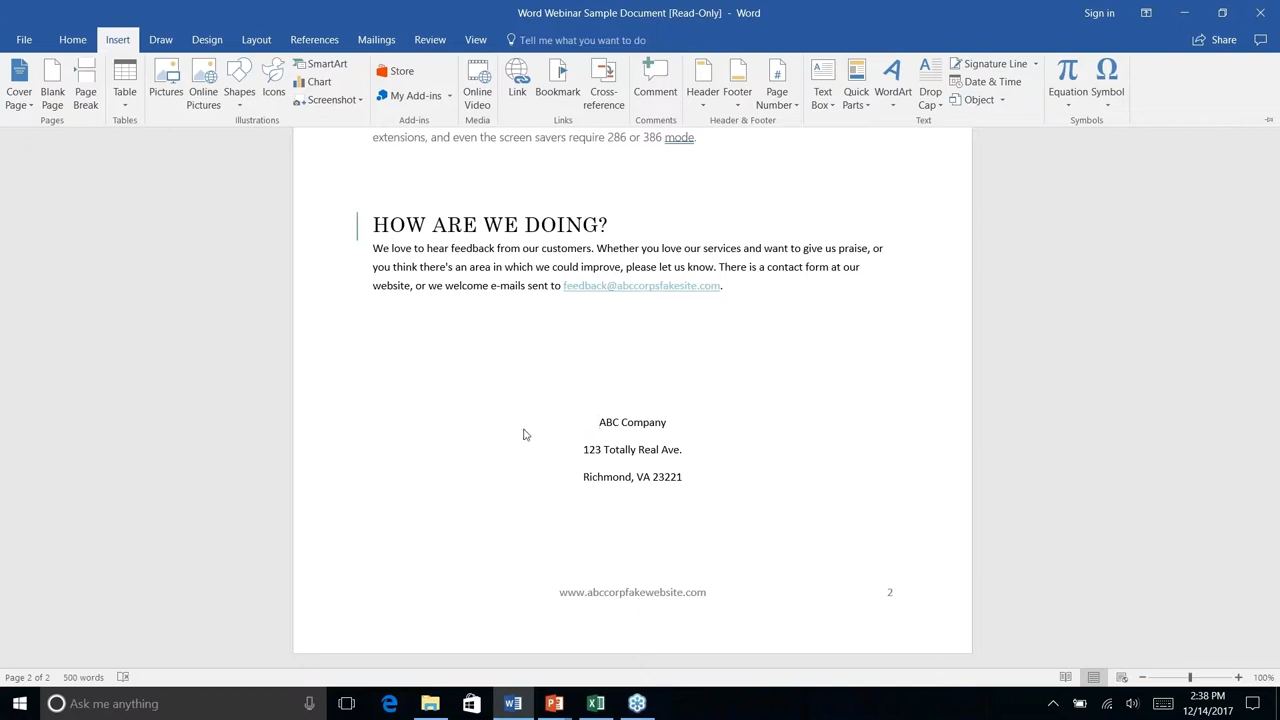 Word Webinar Sample Document [Read-Only] - Word
Sign in
File Home Insert Draw Design Layout References Mailings Review View Tell me what you want to do Share
Cover Page
Blank Page
Page Break
Pages
Table
Tables
Pictures
Online Pictures
Shapes
Icons
SmartArt
Chart
Screenshot
Illustrations
Store
My Add-ins
Add-ins
Online Video
Media
Link
Bookmark
Cross-reference
Links
Comment
Comments
Header
Footer
Page Number
Header & Footer
Text Box
Quick Parts
WordArt
Drop Cap
Signature Line
Date & Time
Object
Text
Equation
Symbol
Symbols
extensions, and even the screen savers require 286 or 386 mode.
HOW ARE WE DOING?
We love to hear feedback from our customers. Whether you love our services and want to give us praise, or
you think there's an area in which we could improve, please let us know. There is a contact form at our
website, or we welcome e-mails sent to feedback@abccorpsfakesite.com.
ABC Company
123 Totally Real Ave.
Richmond, VA 23221
www.abccorpfakewebsite.com 2
Page 2 of 2 500 words 100%
Ask me anything
2:38 PM
12/14/2017